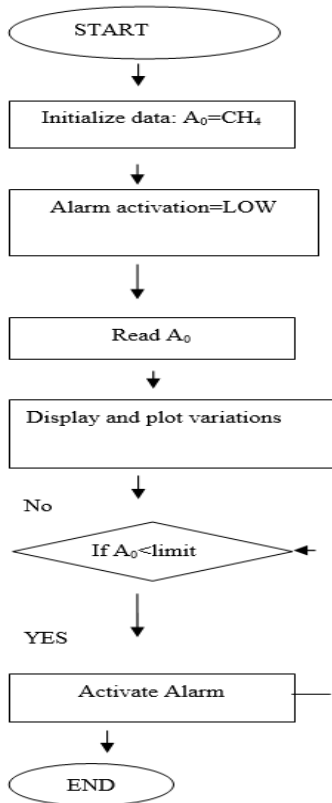 START
Initialize data: A₀=CH₄
Alarm activation=LOW
Read A₀
Display and plot variations
No
If A₀<limit
YES
Activate Alarm
END